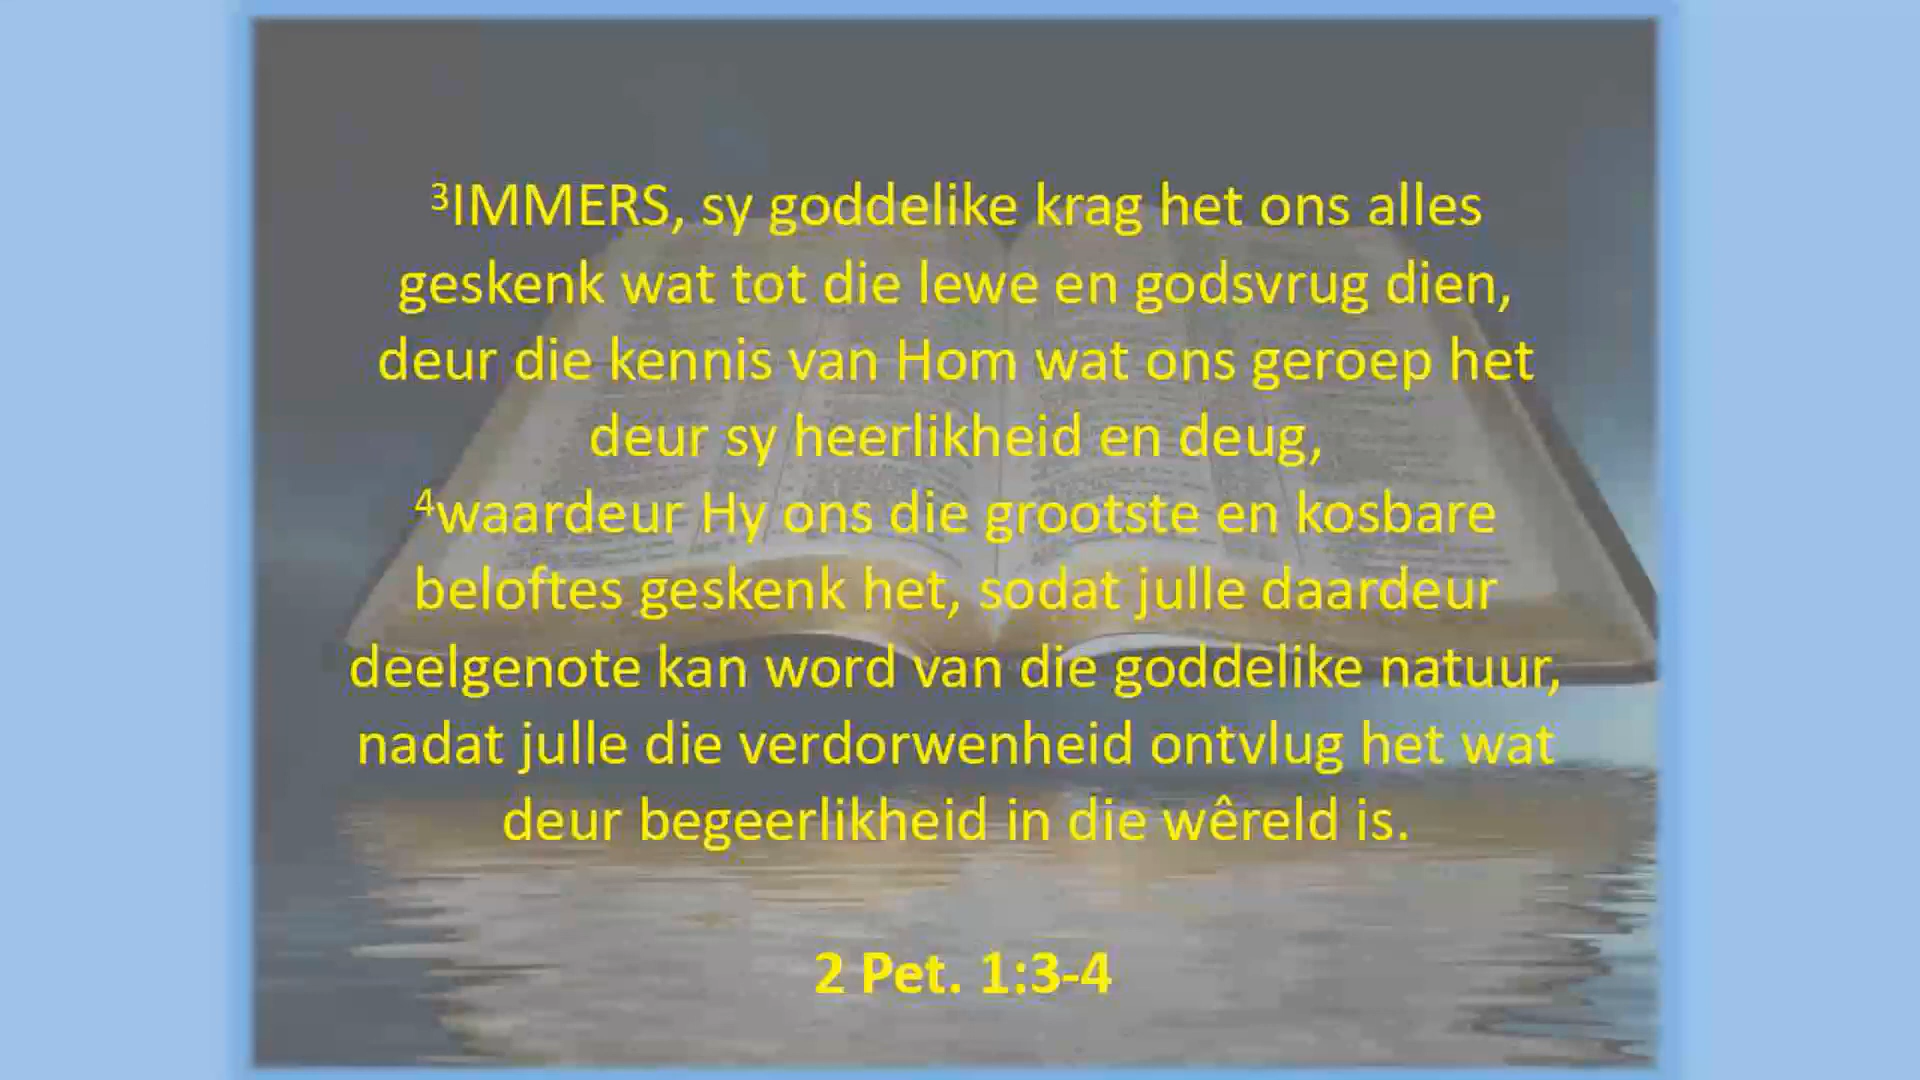 ³IMMERS, sy goddelike krag het ons alles
geskenk wat tot die lewe en godsvrug dien,
deur die kennis van Hom wat ons geroep het
deur sy heerlikheid en deug,
⁴waardeur Hy ons die grootste en kosbare
beloftes geskenk het, sodat julle daardeur
deelgenote kan word van die goddelike natuur,
nadat julle die verdorwenheid ontvlug het wat
deur begeerlikheid in die wêreld is.
2 Pet. 1:3-4